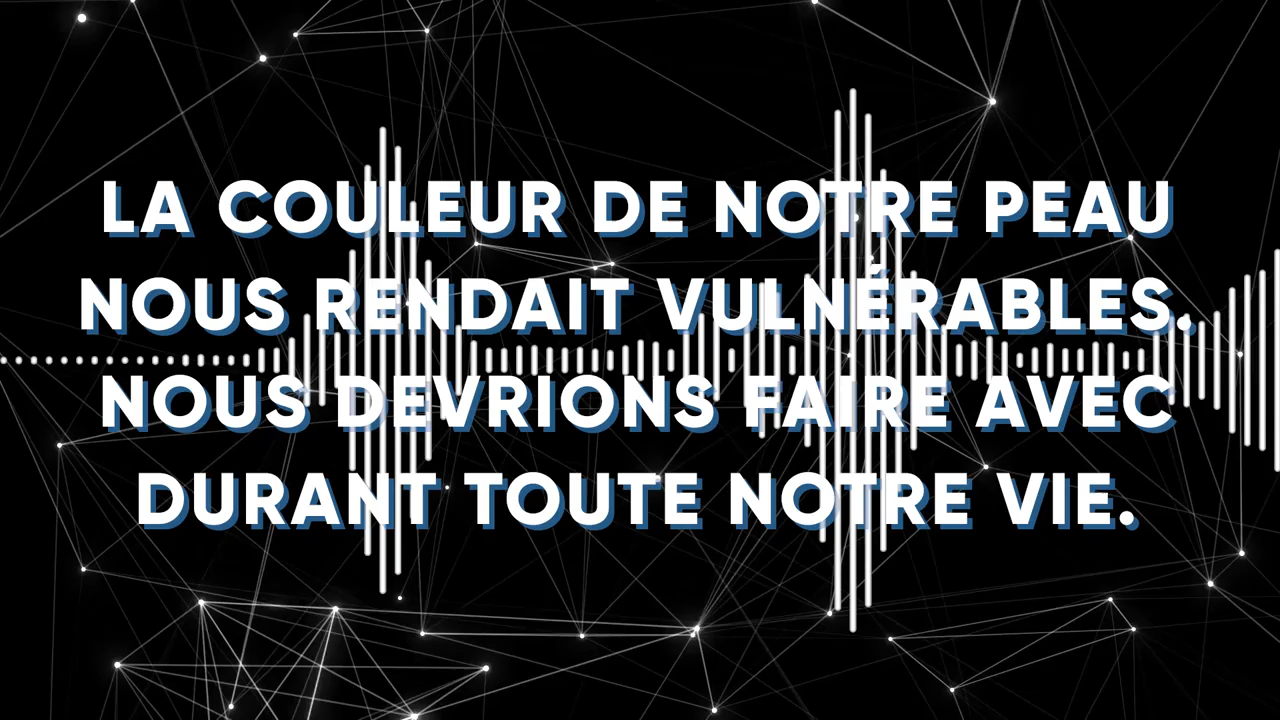 LA COULEUR DE NOTRE PEAU
NOUS RENDAIT VULNÉRABLES.
NOUS DEVRIONS FAIRE AVEC
DURANT TOUTE NOTRE VIE.